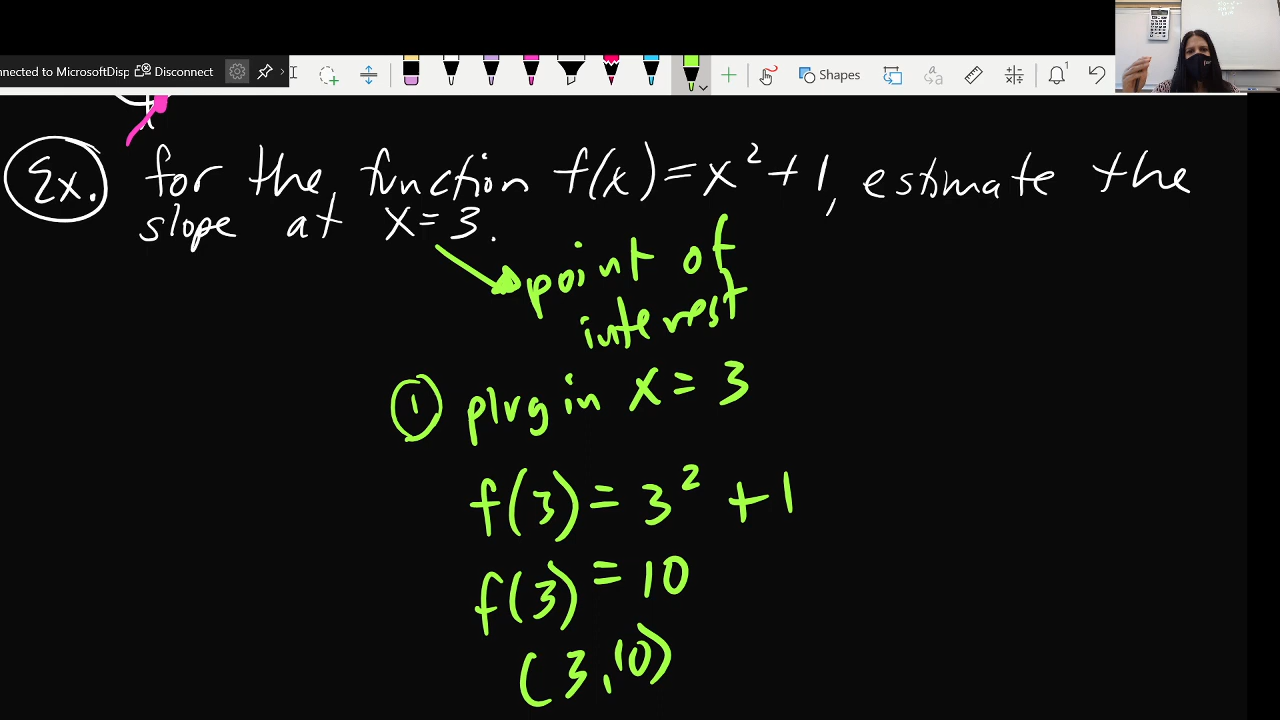 nnected to MicrosoftDisp Disconnect
Shapes
Ex. for the function f(x) = x² + 1, estimate the
slope at x = 3.
point of
interest
① plug in x = 3
f(3) = 3² + 1
f(3) = 10
(3,10)